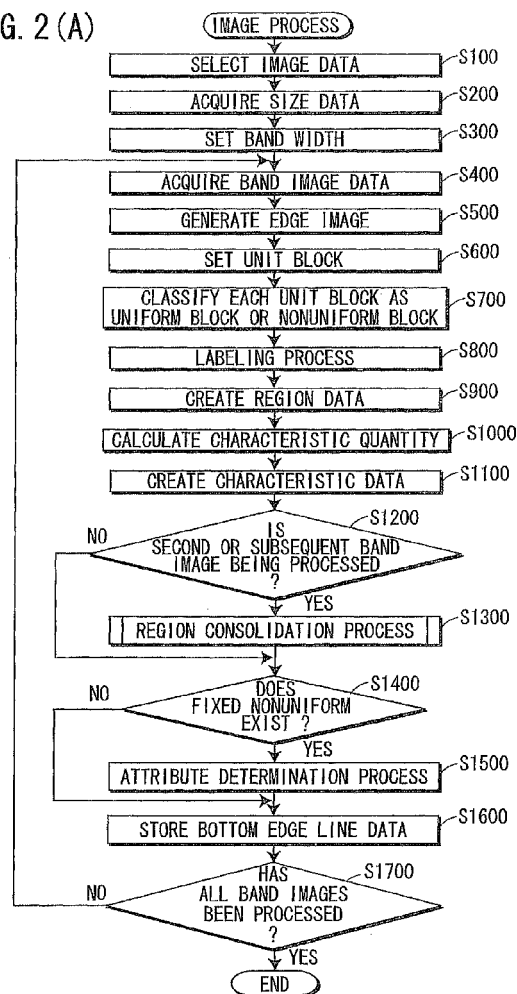 G. 2 (A)
IMAGE PROCESS
SELECT IMAGE DATA
S100
ACQUIRE SIZE DATA
S200
SET BAND WIDTH
S300
ACQUIRE BAND IMAGE DATA
S400
GENERATE EDGE IMAGE
S500
SET UNIT BLOCK
S600
CLASSIFY EACH UNIT BLOCK AS
UNIFORM BLOCK OR NONUNIFORM BLOCK
S700
LABELING PROCESS
S800
CREATE REGION DATA
S900
CALCULATE CHARACTERISTIC QUANTITY
S1000
CREATE CHARACTERISTIC DATA
S1100
S1200
NO
IS
SECOND OR SUBSEQUENT BAND
IMAGE BEING PROCESSED
?
YES
REGION CONSOLIDATION PROCESS
S1300
S1400
NO
DOES
FIXED NONUNIFORM
EXIST ?
YES
ATTRIBUTE DETERMINATION PROCESS
S1500
STORE BOTTOM EDGE LINE DATA
S1600
S1700
NO
HAS
ALL BAND IMAGES
BEEN PROCESSED
?
YES
END